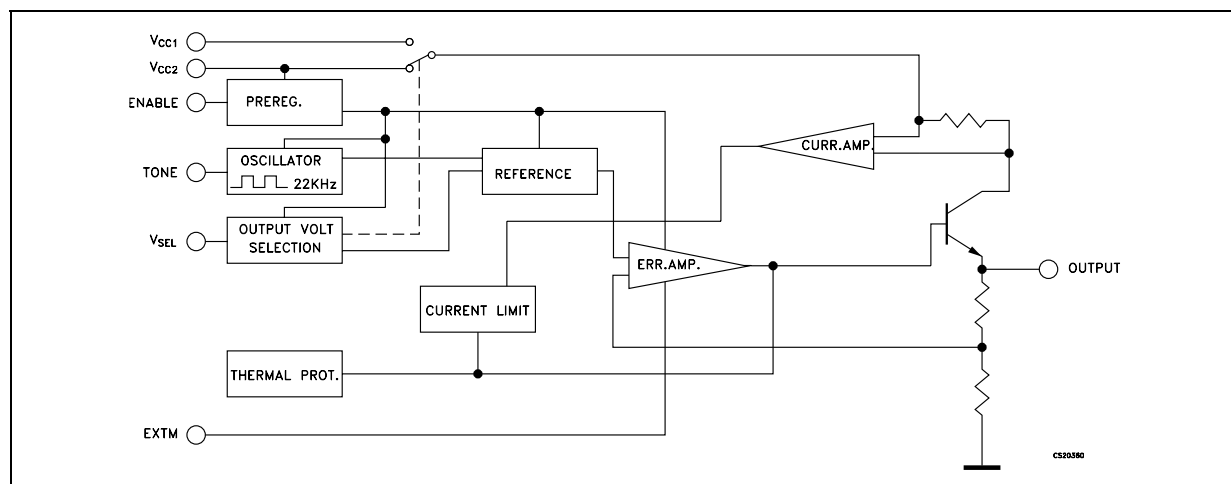 VCC1
VCC2
ENABLE
PREREG.
TONE
OSCILLATOR
22KHz
REFERENCE
CURR.AMP.
VSEL
OUTPUT VOLT
SELECTION
ERR.AMP.
OUTPUT
CURRENT LIMIT
THERMAL PROT.
EXTM
CS20360